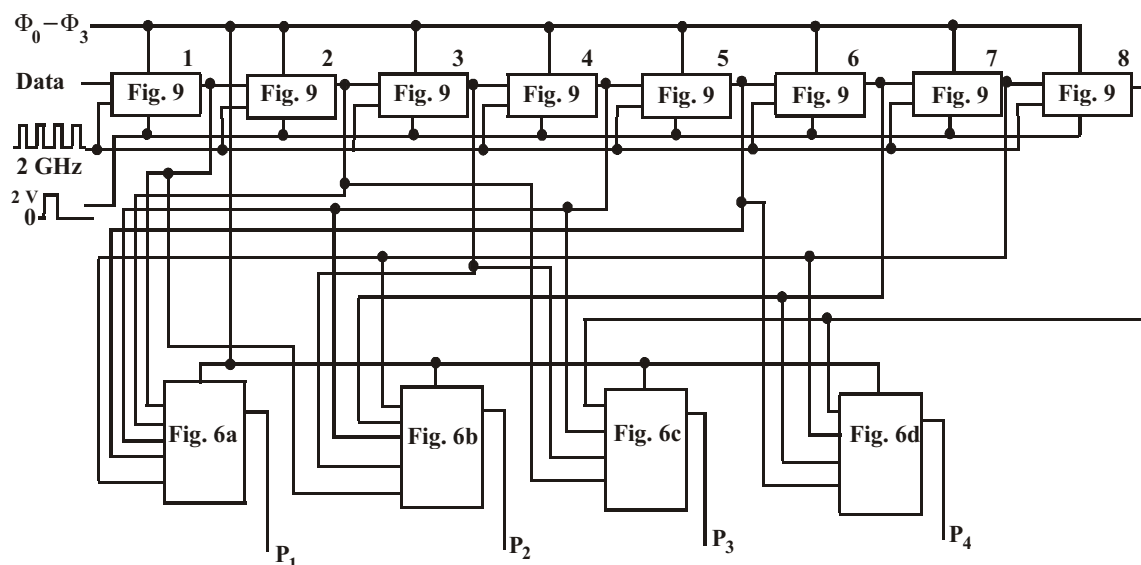 Φ0−Φ3
1 2 3 4 5 6 7 8
Data Fig. 9 Fig. 9 Fig. 9 Fig. 9 Fig. 9 Fig. 9 Fig. 9 Fig. 9
2 GHz
2 V
0
Fig. 6a Fig. 6b Fig. 6c Fig. 6d
P1 P2 P3 P4